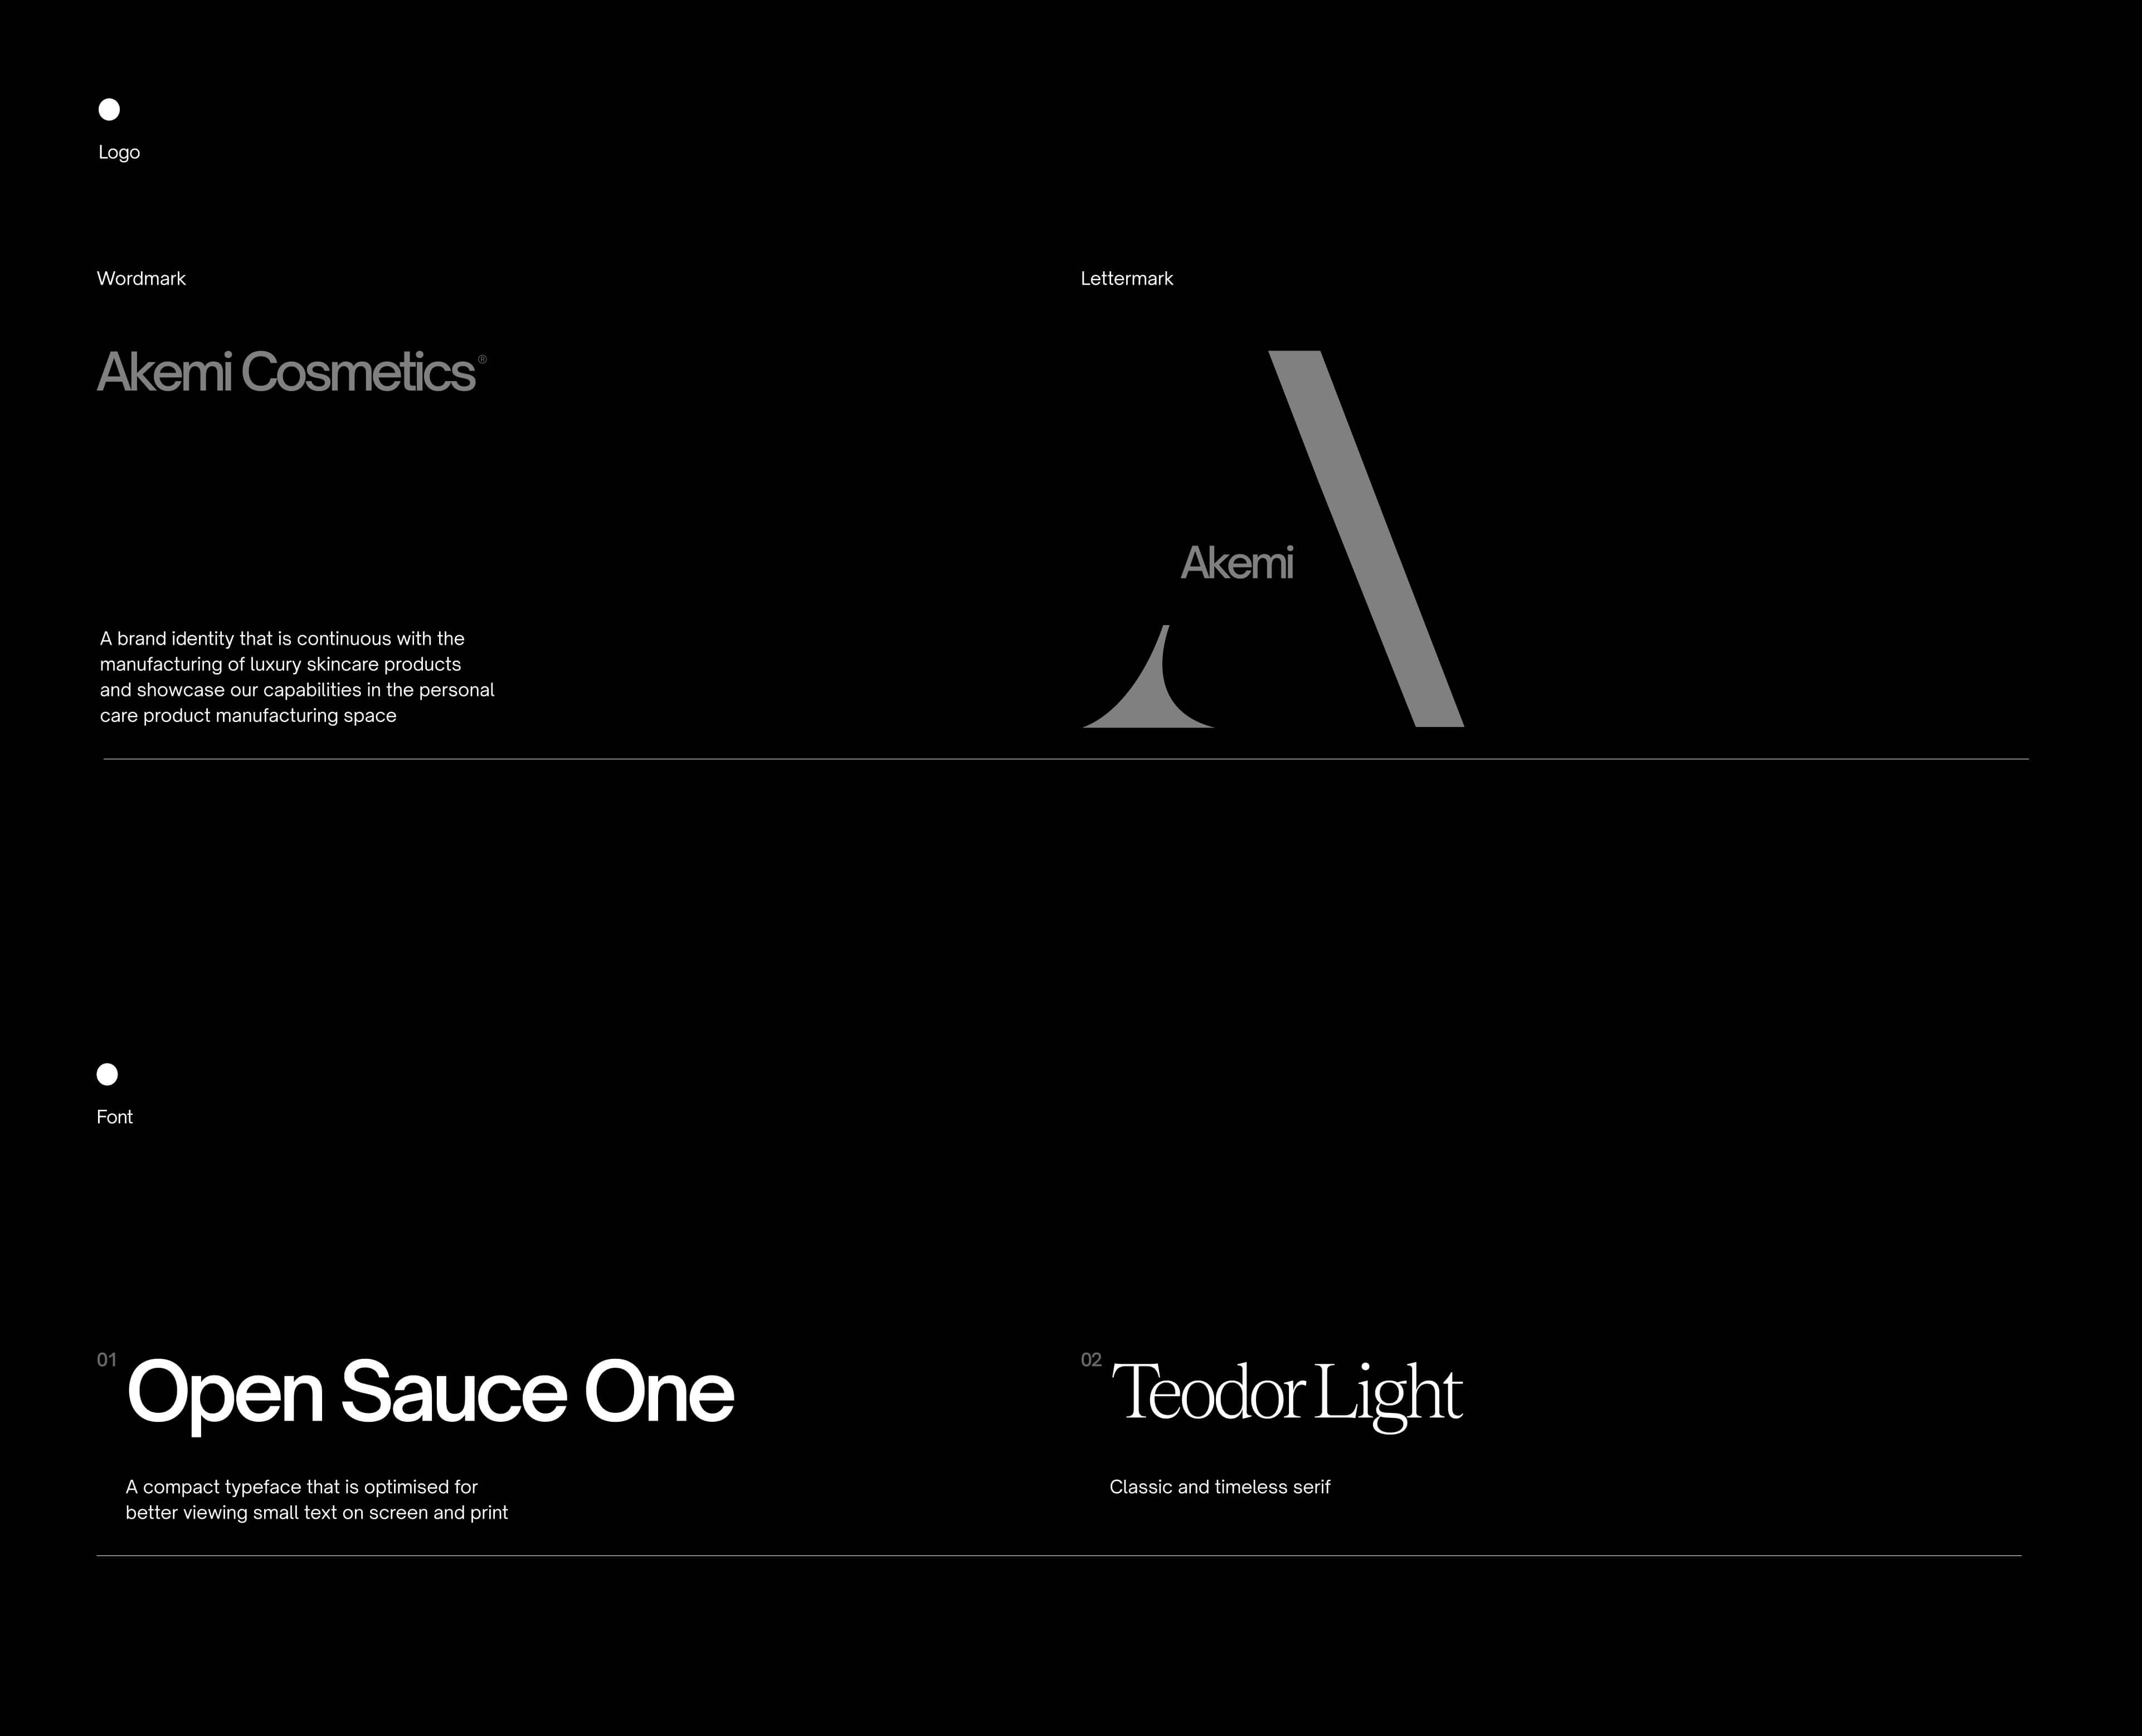 Logo
Wordmark
Akemi Cosmetics®
A brand identity that is continuous with the
manufacturing of luxury skincare products
and showcase our capabilities in the personal
care product manufacturing space
Lettermark
Akemi
Font
01
Open Sauce One
A compact typeface that is optimised for
better viewing small text on screen and print
02
Teodor Light
Classic and timeless serif